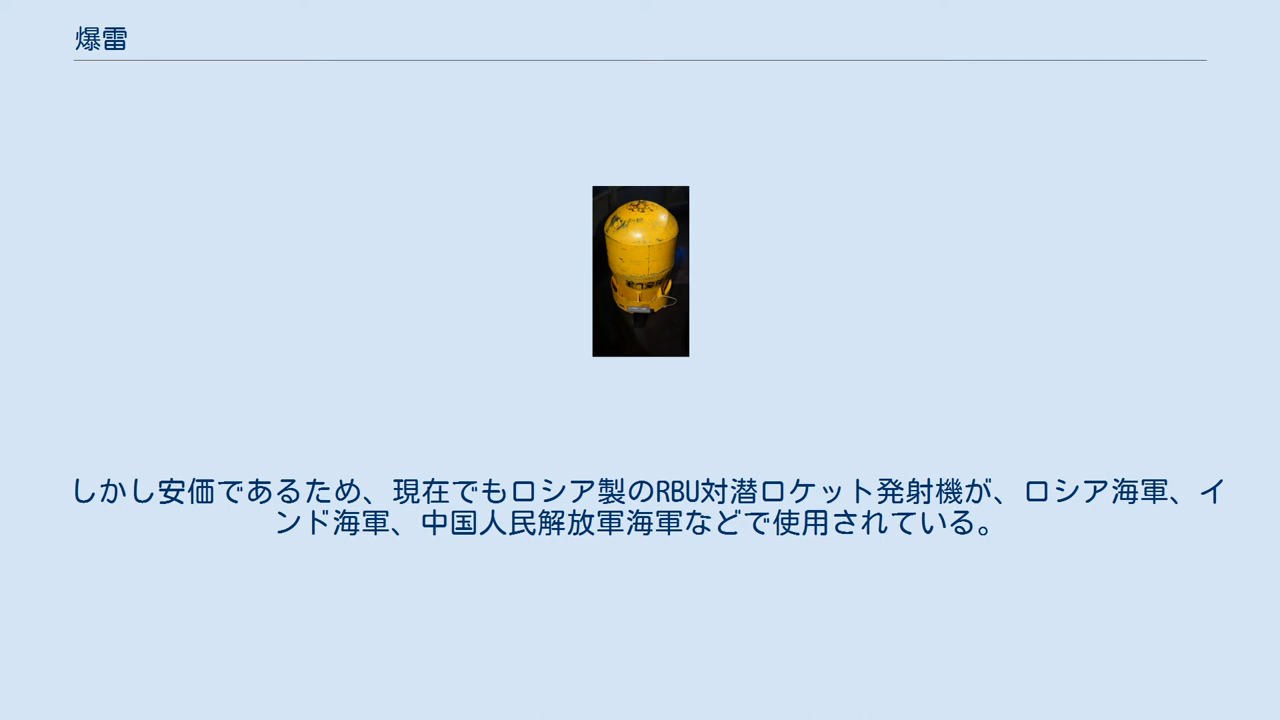 爆雷
しかし安価であるため、現在でもロシア製のRBU対潜ロケット発射機が、ロシア海軍、イ
ンド海軍、中国人民解放軍海軍などで使用されている。